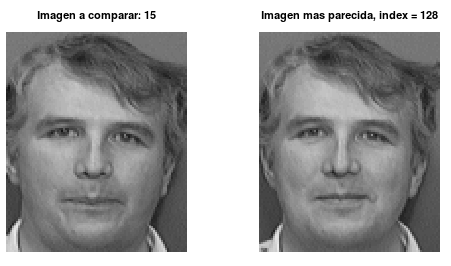 Imagen a comparar: 15
Imagen mas parecida, index = 128